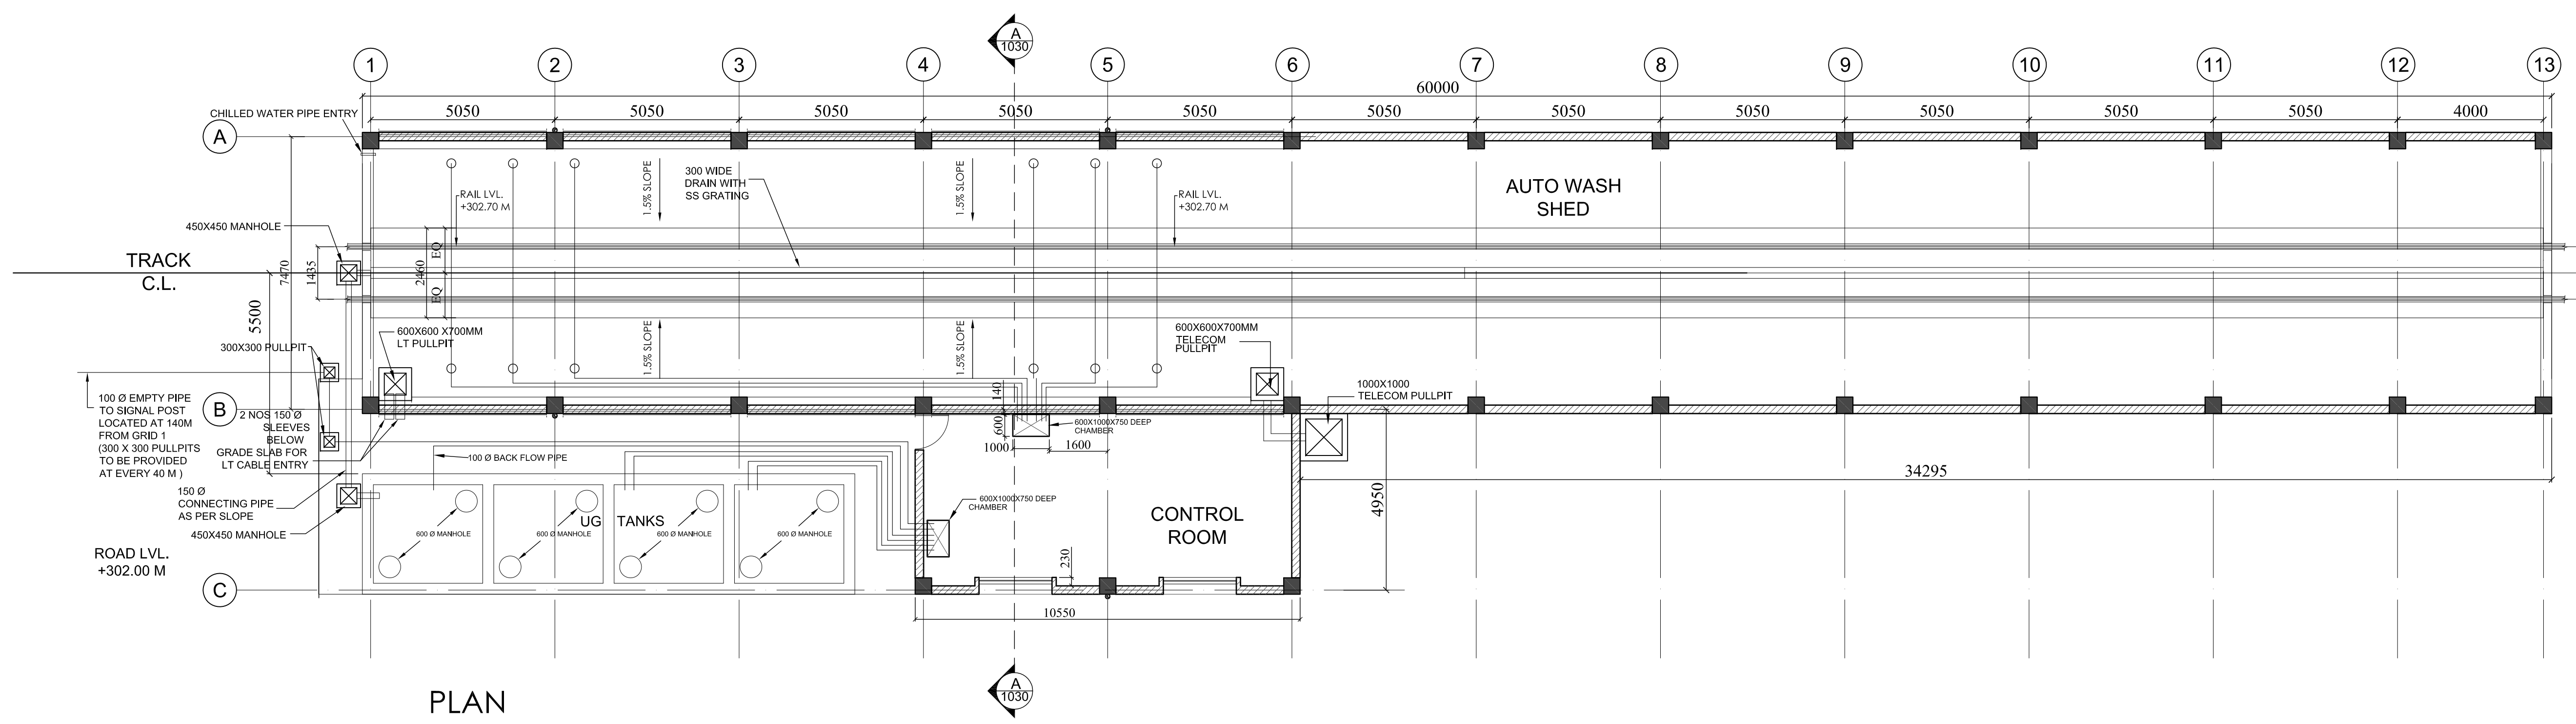 A
1030
1
2
3
4
5
6
7
8
9
10
11
12
13
60000
5050
5050
5050
5050
5050
5050
5050
5050
5050
5050
5050
4000
CHILLED WATER PIPE ENTRY
A
RAIL LVL.
+302.70 M
1.5% SLOPE
300 WIDE
DRAIN WITH
SS GRATING
1.5% SLOPE
RAIL LVL.
+302.70 M
AUTO WASH
SHED
450X450 MANHOLE
TRACK
C.L.
7470
1435
2460
EQ
EQ
5500
600X600 X700MM
LT PULLPIT
1.5% SLOPE
1.5% SLOPE
600X600X700MM
TELECOM
PULLPIT
300X300 PULLPIT
1000X1000
TELECOM PULLPIT
100 Ø EMPTY PIPE
TO SIGNAL POST
LOCATED AT 140M
FROM GRID 1
(300 X 300 PULLPITS
TO BE PROVIDED
AT EVERY 40 M )
B
2 NOS 150 Ø
SLEEVES
BELOW
GRADE SLAB FOR
LT CABLE ENTRY
140
600
1000
1600
600X1000X750 DEEP
CHAMBER
100 Ø BACK FLOW PIPE
34295
4950
150 Ø
CONNECTING PIPE
AS PER SLOPE
450X450 MANHOLE
UG TANKS
600 Ø MANHOLE
600 Ø MANHOLE
600 Ø MANHOLE
600 Ø MANHOLE
600X1000X750 DEEP
CHAMBER
CONTROL
ROOM
230
ROAD LVL.
+302.00 M
C
10550
A
1030
PLAN